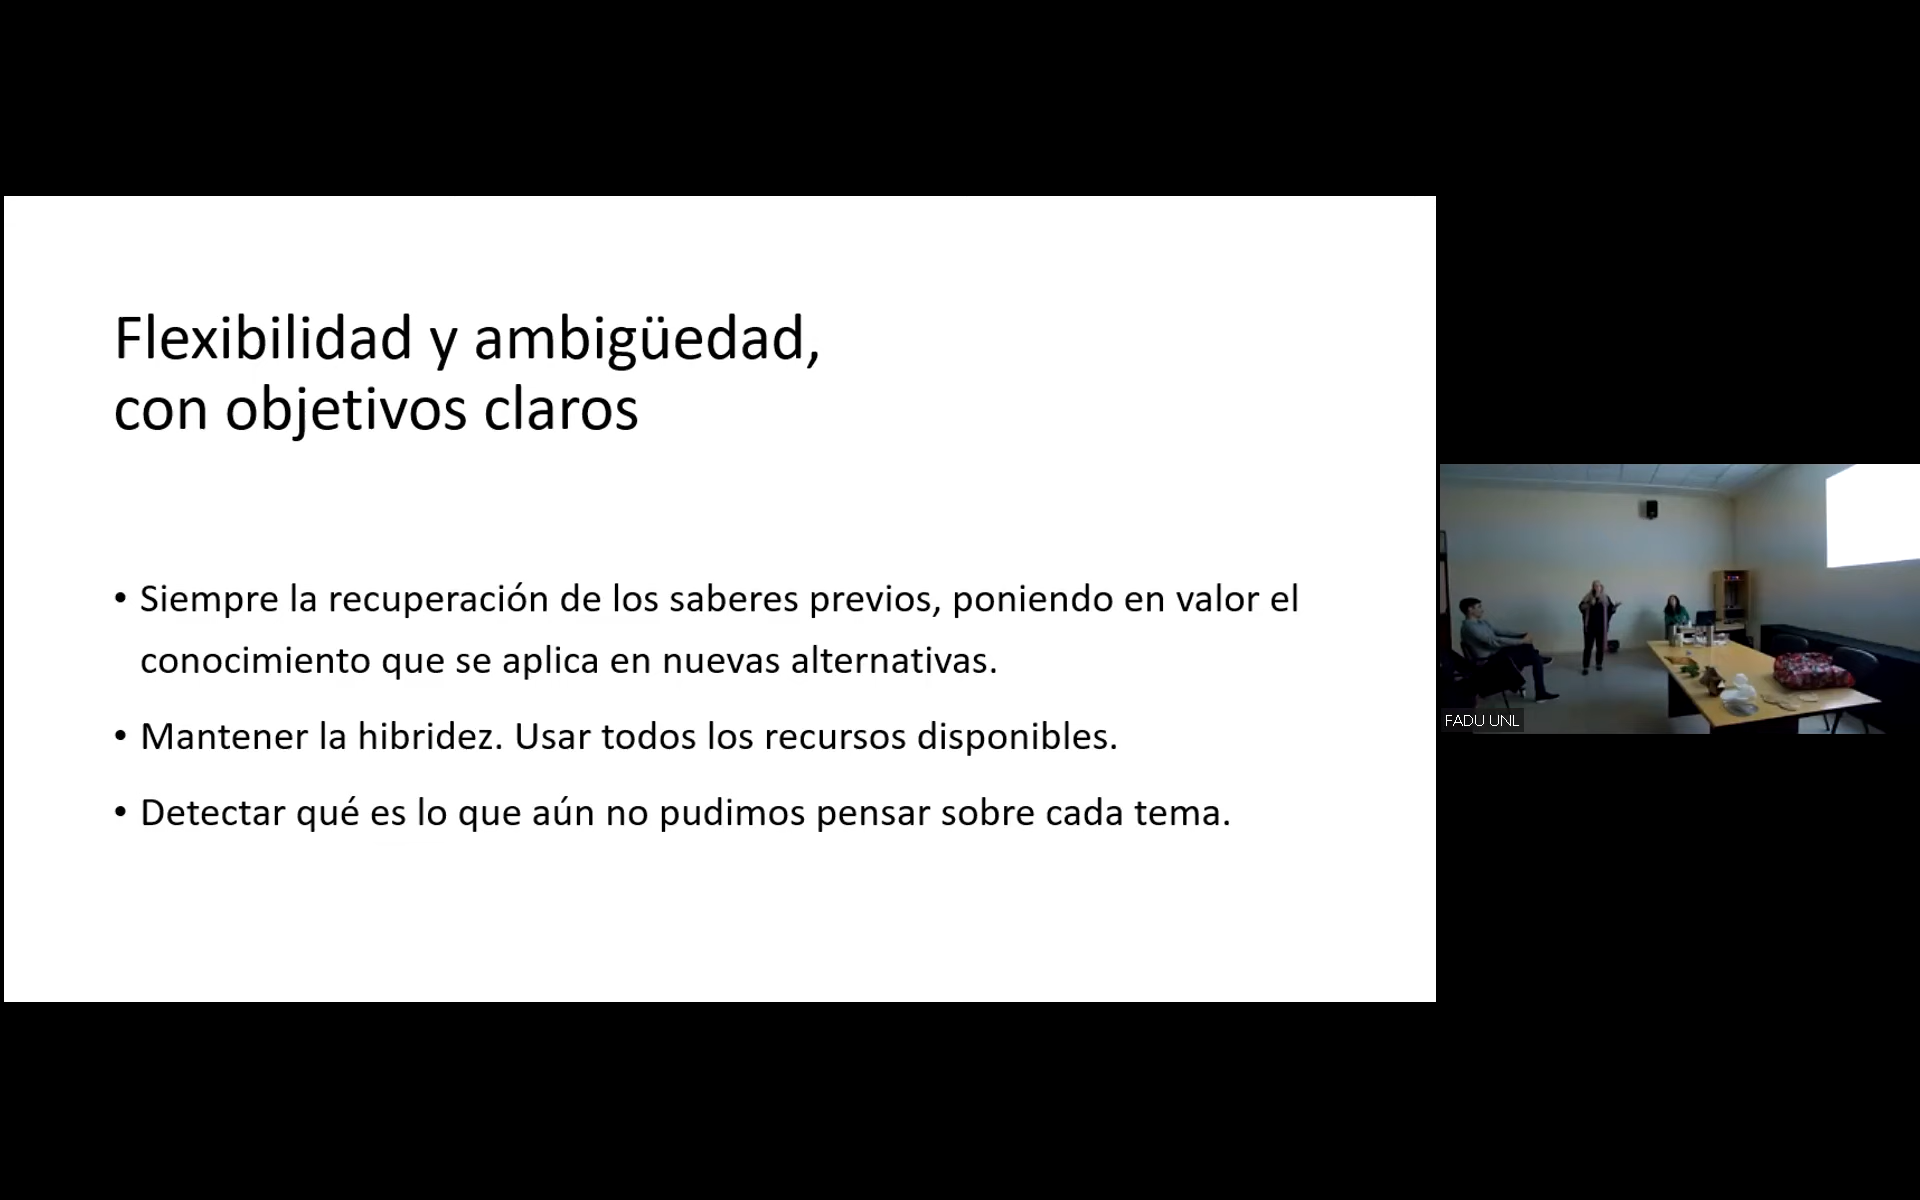 Flexibilidad y ambigüedad,
con objetivos claros
• Siempre la recuperación de los saberes previos, poniendo en valor el
conocimiento que se aplica en nuevas alternativas.
• Mantener la hibridez. Usar todos los recursos disponibles.
• Detectar qué es lo que aún no pudimos pensar sobre cada tema.
FADU UNL